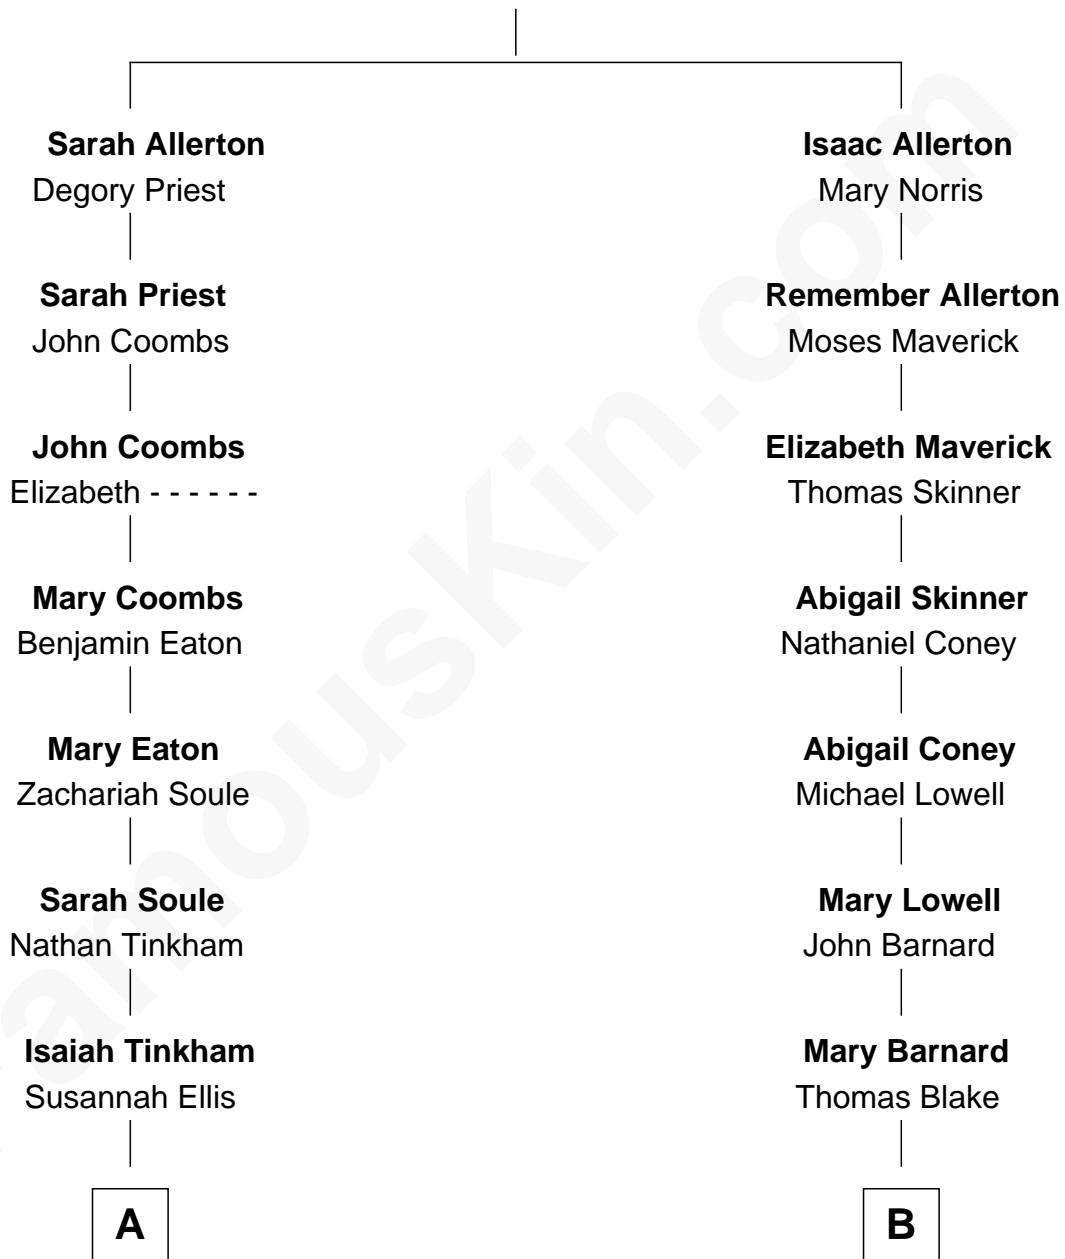 Sarah Allerton
Degory Priest
Sarah Priest
John Coombs
John Coombs
Elizabeth - - - - - -
Mary Coombs
Benjamin Eaton
Mary Eaton
Zachariah Soule
Sarah Soule
Nathan Tinkham
Isaiah Tinkham
Susannah Ellis
A
Isaac Allerton
Mary Norris
Remember Allerton
Moses Maverick
Elizabeth Maverick
Thomas Skinner
Abigail Skinner
Nathaniel Coney
Abigail Coney
Michael Lowell
Mary Lowell
John Barnard
Mary Barnard
Thomas Blake
B
amouskin.com